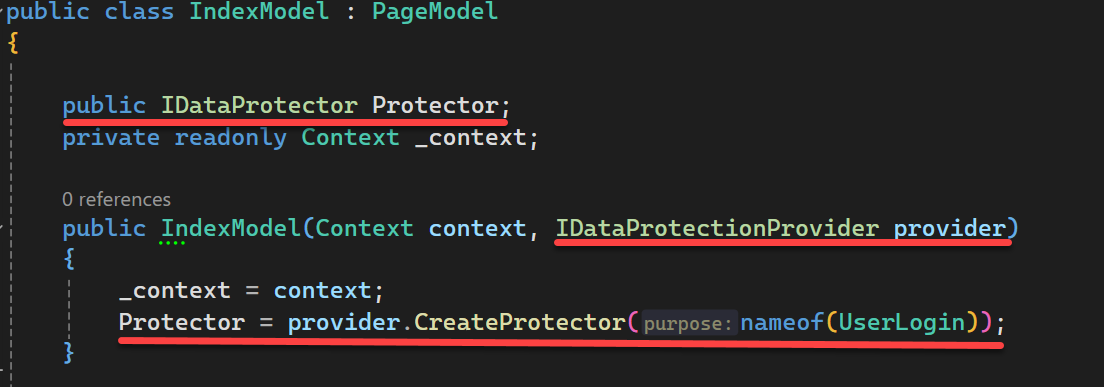 public class IndexModel : PageModel
{
public IDataProtector Protector;
private readonly Context _context;
0 references
public IndexModel(Context context, IDataProtectionProvider provider)
{
_context = context;
Protector = provider.CreateProtector(purpose:nameof(UserLogin));
}